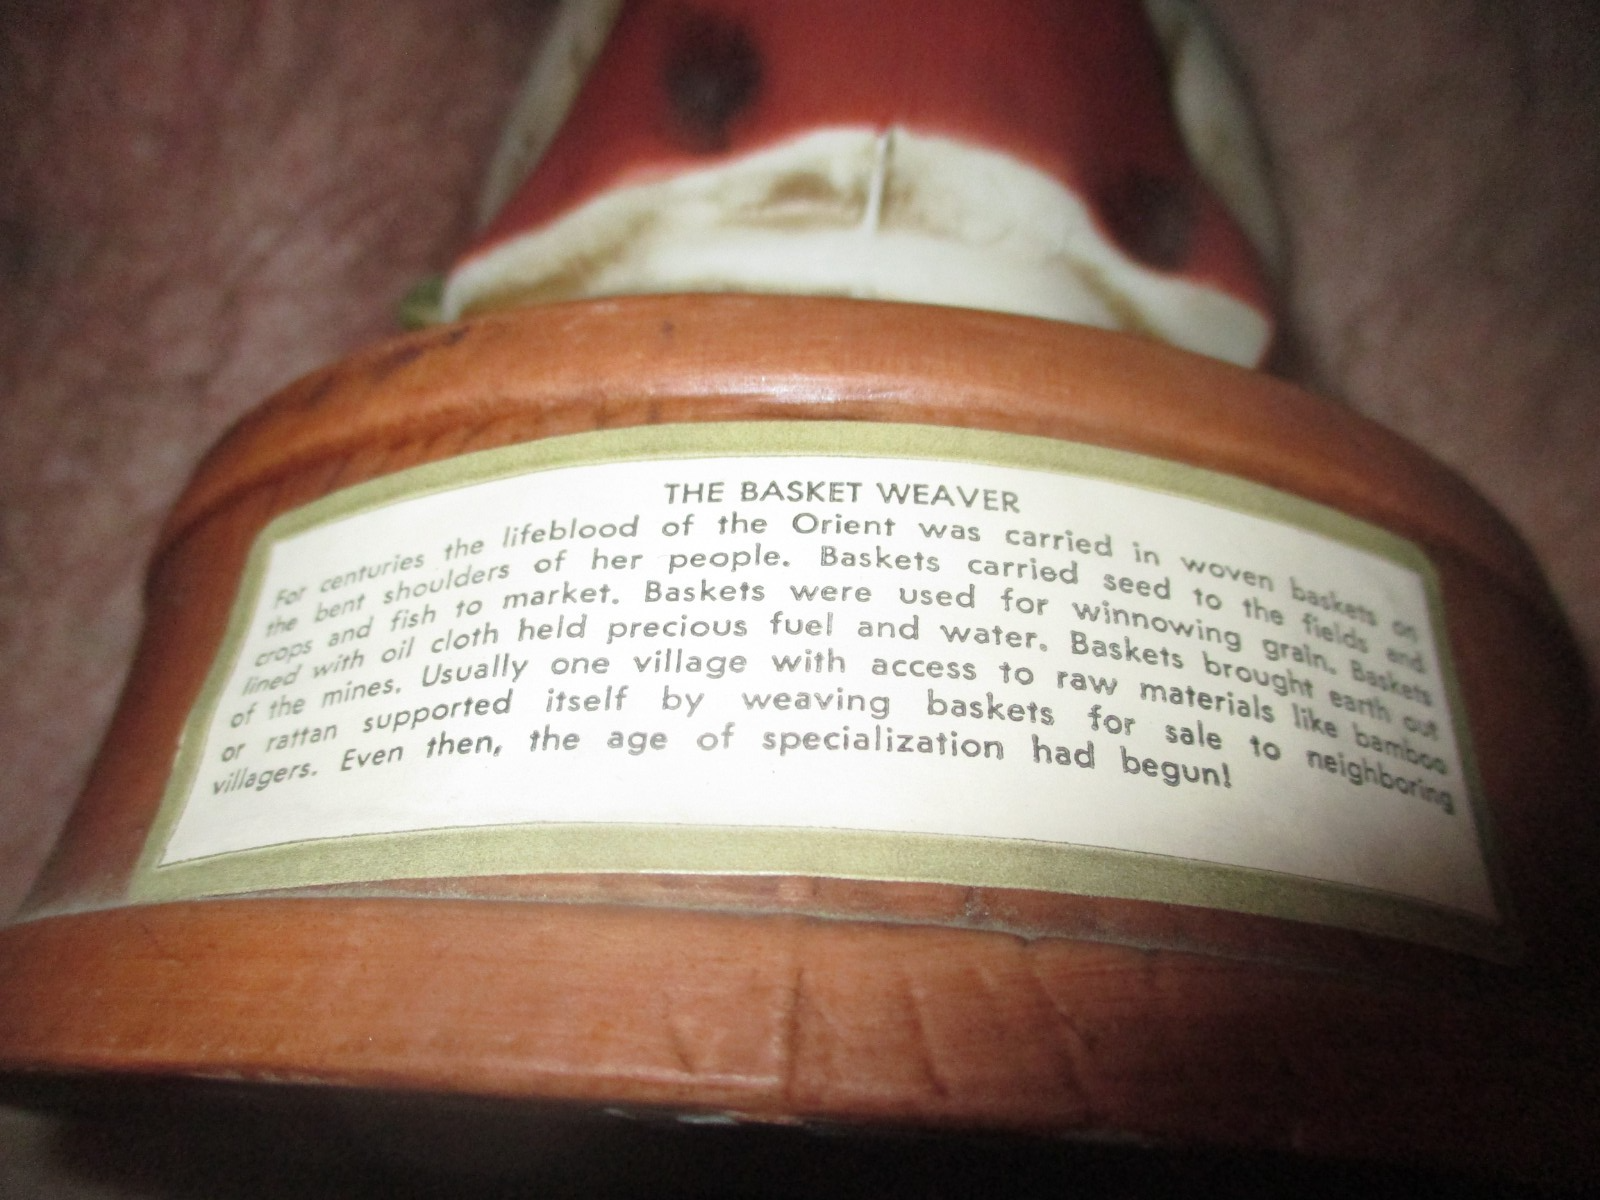 THE BASKET WEAVER
For centuries the lifeblood of the Orient was carried in woven baskets on
the bent shoulders of her people. Baskets carried seed to the fields and
crops and fish to market. Baskets were used for winnowing grain. Baskets
lined with oil cloth held precious fuel and water. Baskets brought earth out
of the mines. Usually one village with access to raw materials like bamboo
or rattan supported itself by weaving baskets for sale to neighboring
villagers. Even then, the age of specialization had begun!